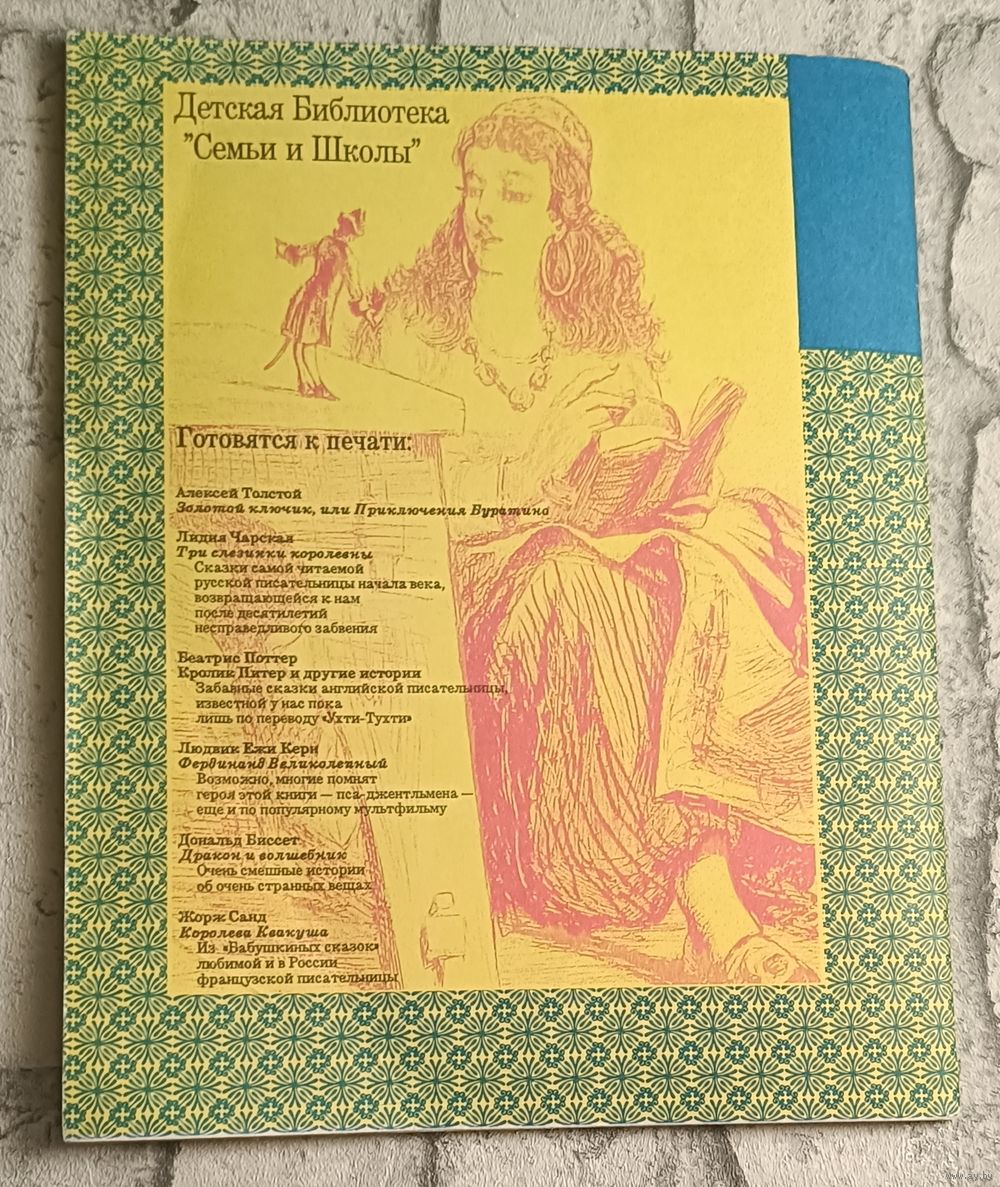 Детская Библиотека
"Семьи и Школы"
Готовятся к печати:
Алексей Толстой
Золотой ключик, или Приключения Буратино
Лидия Чарская
Три слезинки королевны
Сказки самой читаемой
русской писательницы начала века,
возвращающейся к нам
после десятилетий
несправедливого забвения
Беатрис Поттер
Кролик Питер и другие истории
Забавные сказки английской писательницы,
известной у нас пока
лишь по переводу «Ухти-Тухти»
Людвик Ежи Керн
Фердинанд Великолепный
Возможно, многие помнят
героя этой книги — пса-джентльмена —
еще и по популярному мультфильму
Дональд Биссет
Дракон и волшебник
Очень смешные истории
об очень странных вещах
Жорж Санд
Королева Квакуша
Из «Бабушкиных сказок»
любимой и в России
французской писательницы
www.ay.by